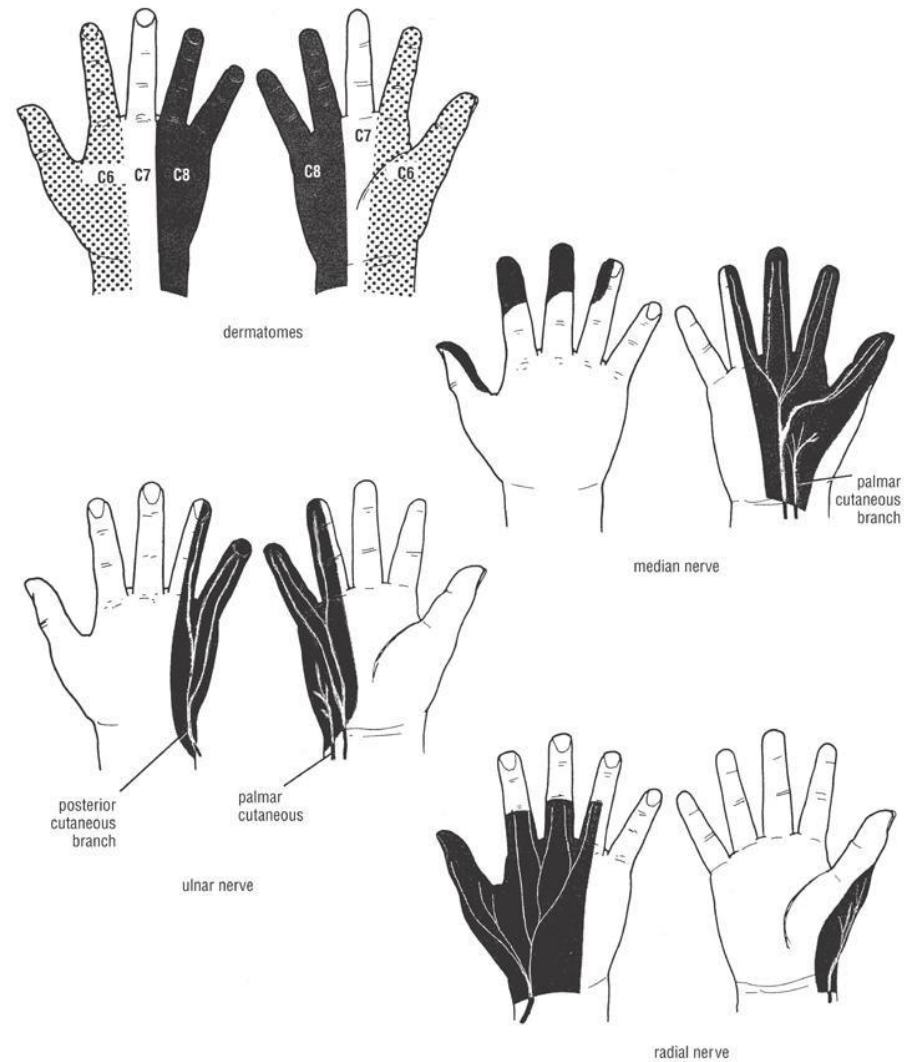 C6 C7 C8
C8 C7 C6
dermatomes
palmar
cutaneous
branch
median nerve
posterior
cutaneous
branch
palmar
cutaneous
ulnar nerve
radial nerve